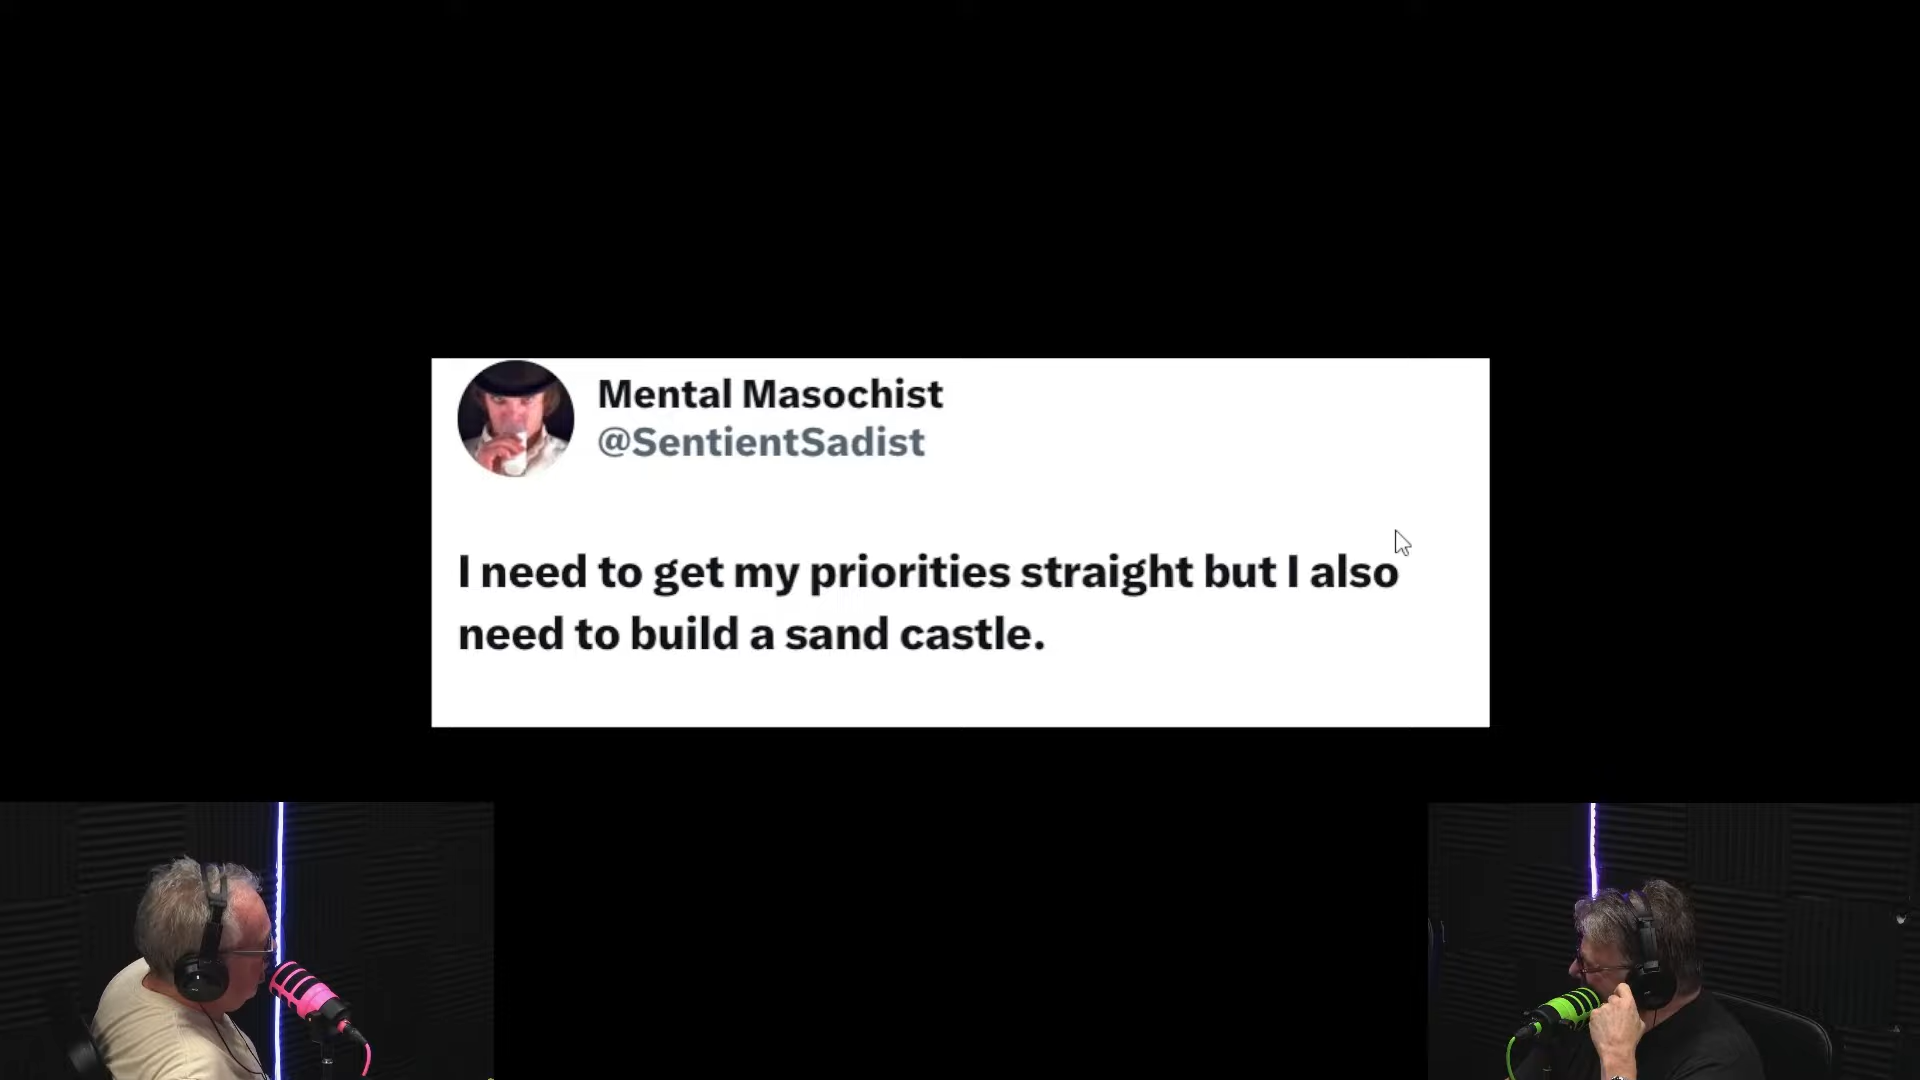 Mental Masochist
@SentientSadist
I need to get my priorities straight but I also
need to build a sand castle.